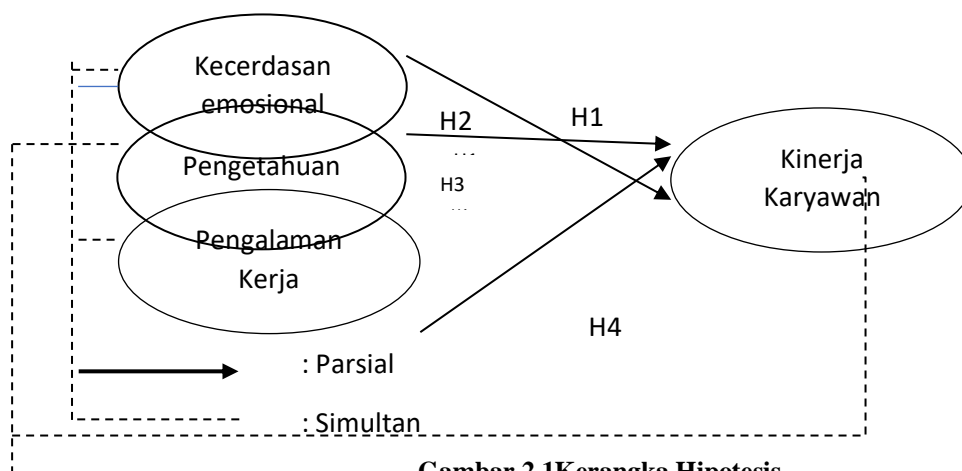 Kecerdasan
emosional
H2
H1
Pengetahuan
H3
Kinerja
Karyawan
Pengalaman
Kerja
H4
: Parsial
: Simultan
Gambar 2.1Kerangka Hipotesis